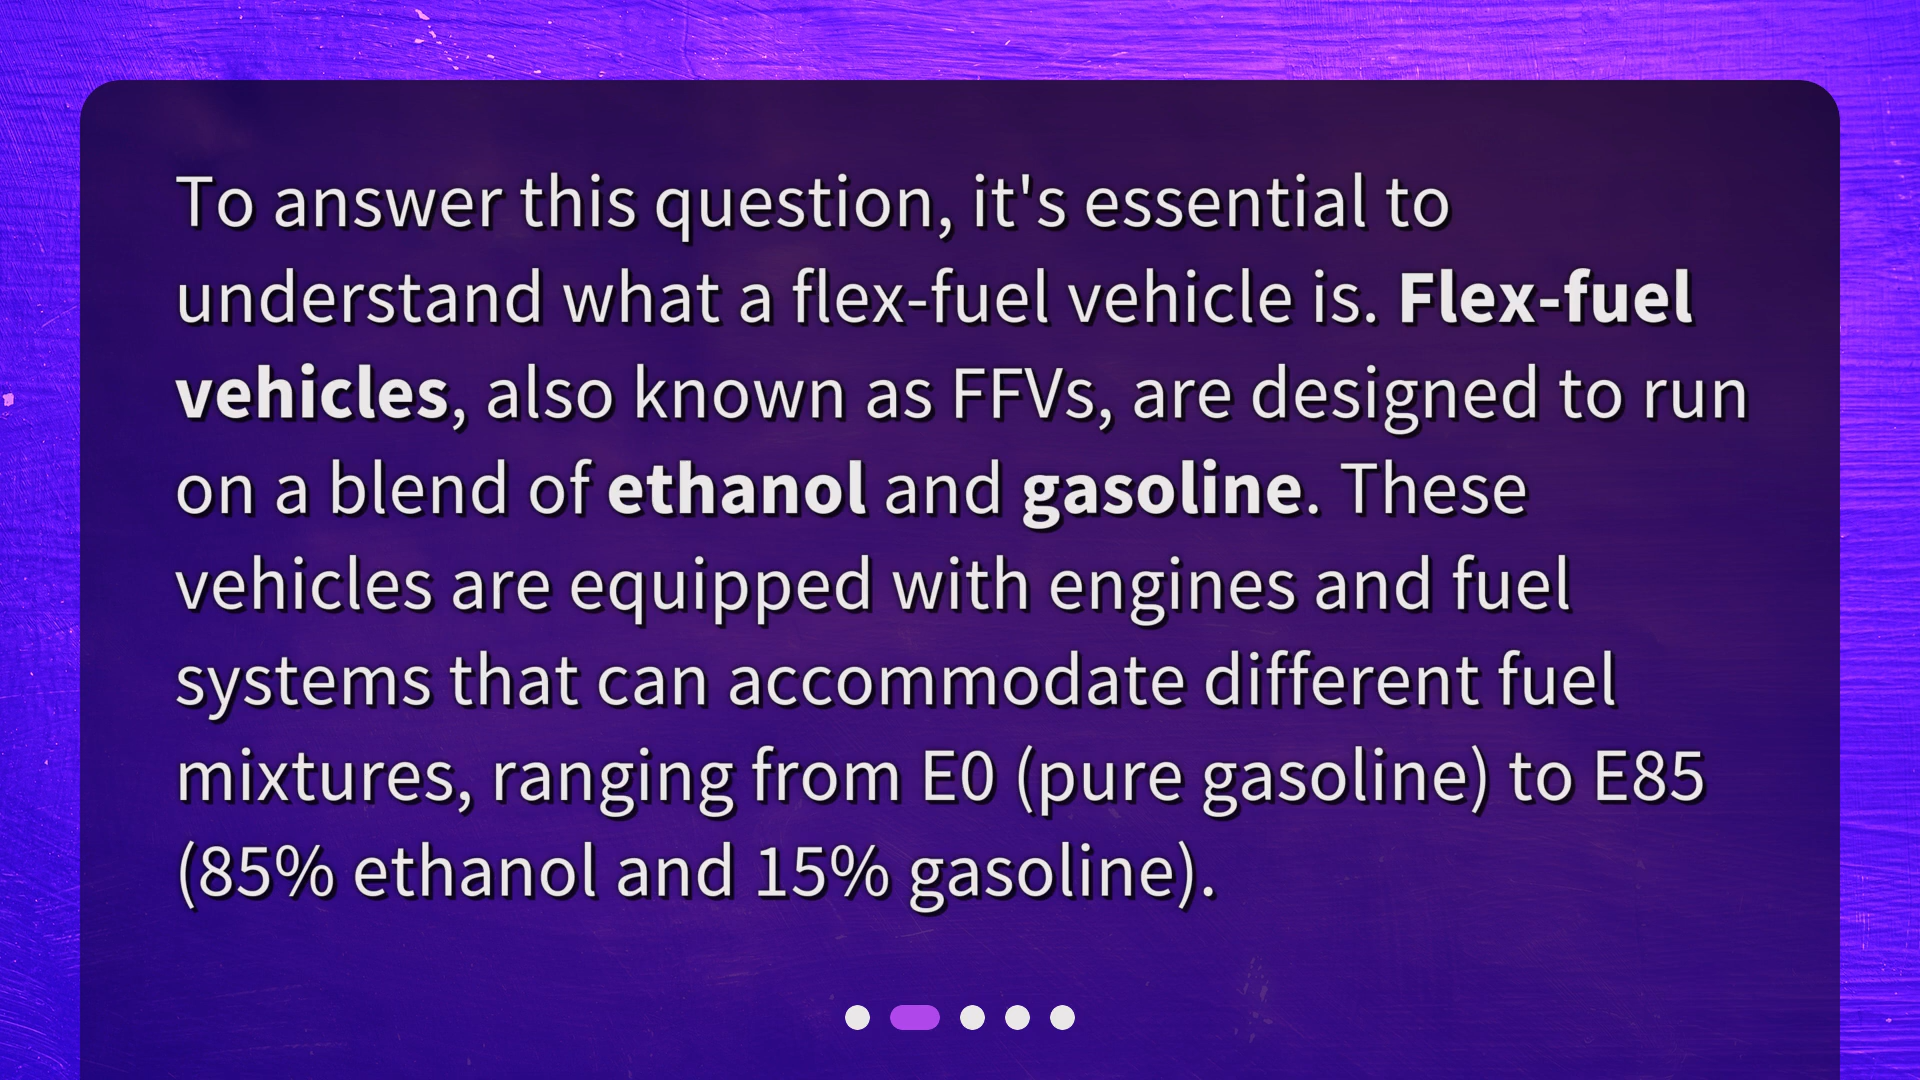 To answer this question, it's essential to
understand what a flex-fuel vehicle is. Flex-fuel
vehicles, also known as FFVs, are designed to run
on a blend of ethanol and gasoline. These
vehicles are equipped with engines and fuel
systems that can accommodate different fuel
mixtures, ranging from E0 (pure gasoline) to E85
(85% ethanol and 15% gasoline).